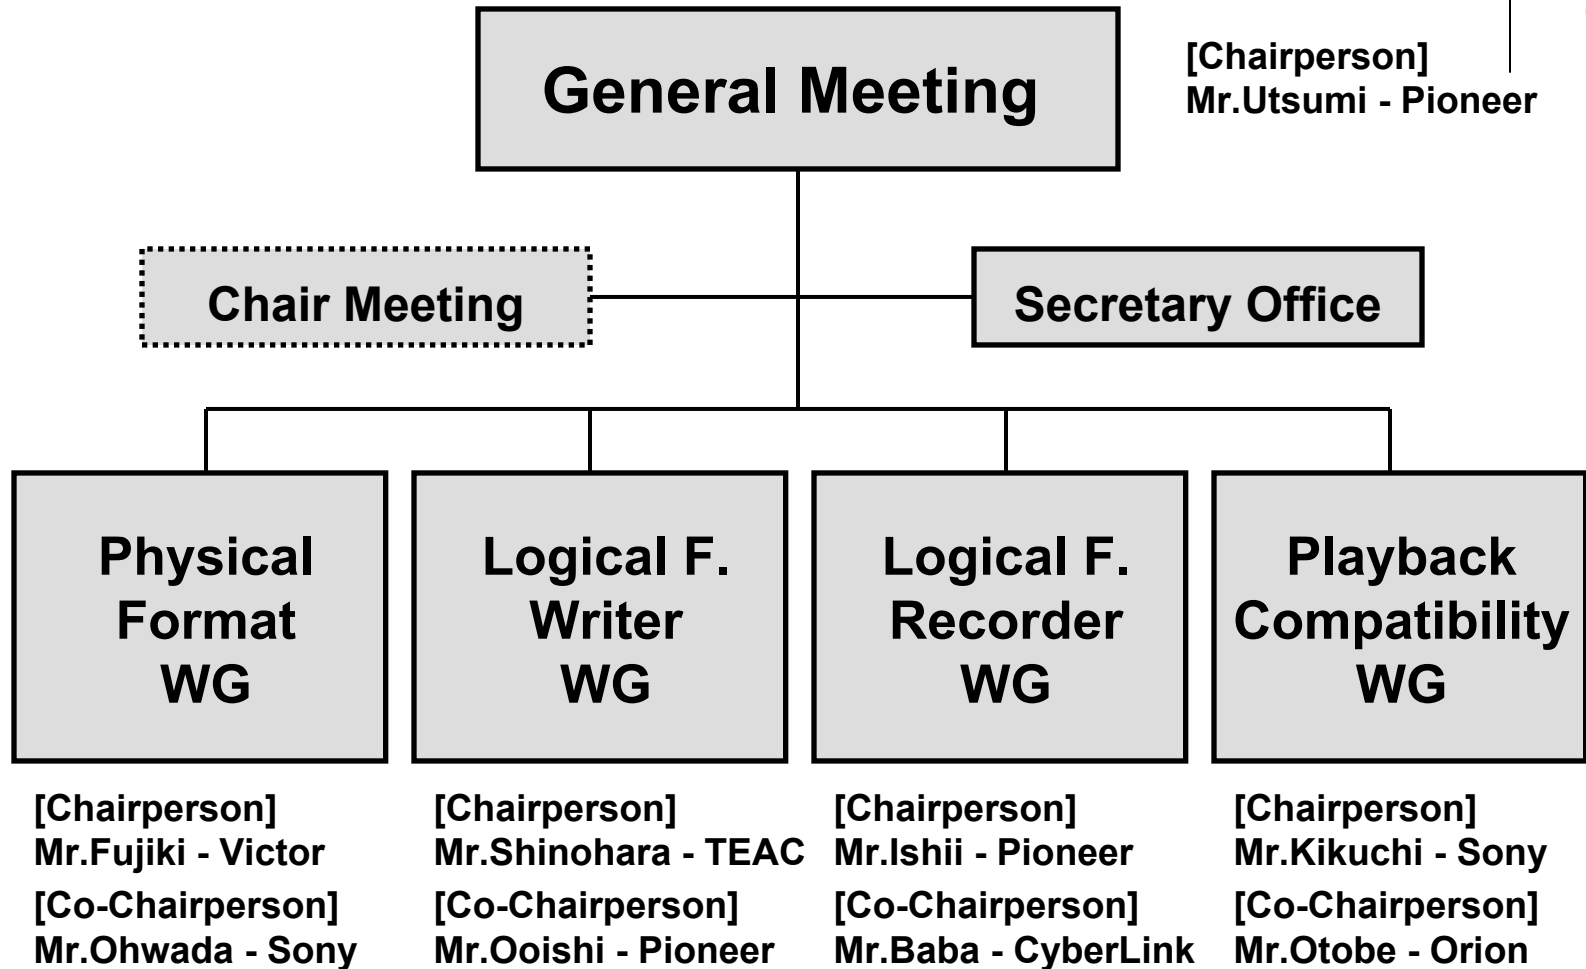 General Meeting
[Chairperson]
Mr.Utsumi - Pioneer
Chair Meeting
Secretary Office
Physical
Format
WG
Logical F.
Writer
WG
Logical F.
Recorder
WG
Playback
Compatibility
WG
[Chairperson]
Mr.Fujiki - Victor
[Co-Chairperson]
Mr.Ohwada - Sony
[Chairperson]
Mr.Shinohara - TEAC
[Co-Chairperson]
Mr.Ooishi - Pioneer
[Chairperson]
Mr.Ishii - Pioneer
[Co-Chairperson]
Mr.Baba - CyberLink
[Chairperson]
Mr.Kikuchi - Sony
[Co-Chairperson]
Mr.Otobe - Orion